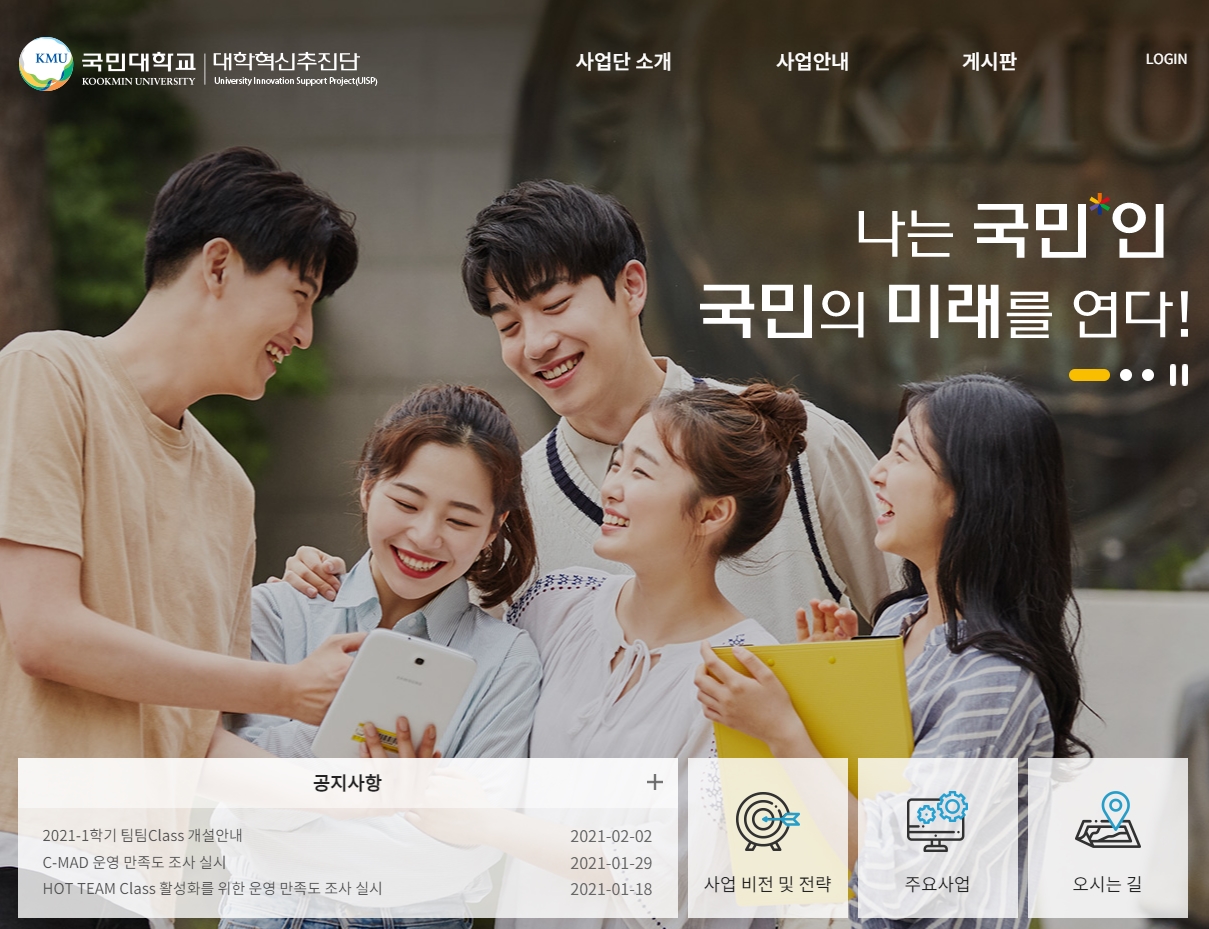 KMU 국민대학교 대학혁신추진단
KOOKMIN UNIVERSITY University Innovation Support Project(UISP)
사업단 소개 사업안내 게시판 LOGIN
KMU
나는 국민*인
국민의 미래를 연다!
공지사항 +
2021-1학기 팀팀Class 개설안내 2021-02-02
C-MAD 운영 만족도 조사 실시 2021-01-29
HOT TEAM Class 활성화를 위한 운영 만족도 조사 실시 2021-01-18
사업 비전 및 전략 주요사업 오시는 길